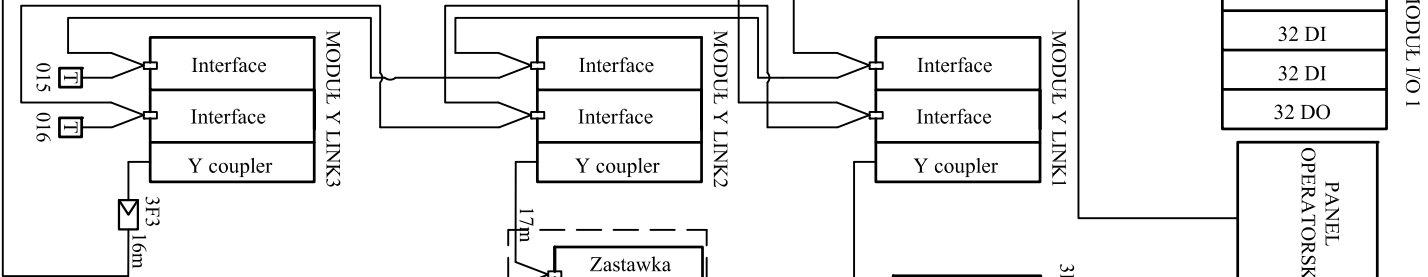 Interface
Interface
Y coupler
MODUŁ Y LINK3
015
T
016
T
3F3
16m
Interface
Interface
Y coupler
MODUŁ Y LINK2
17m
Zastawka
Interface
Interface
Y coupler
MODUŁ Y LINK1
32 DI
32 DI
32 DO
MODUŁ I/O 1
PANEL